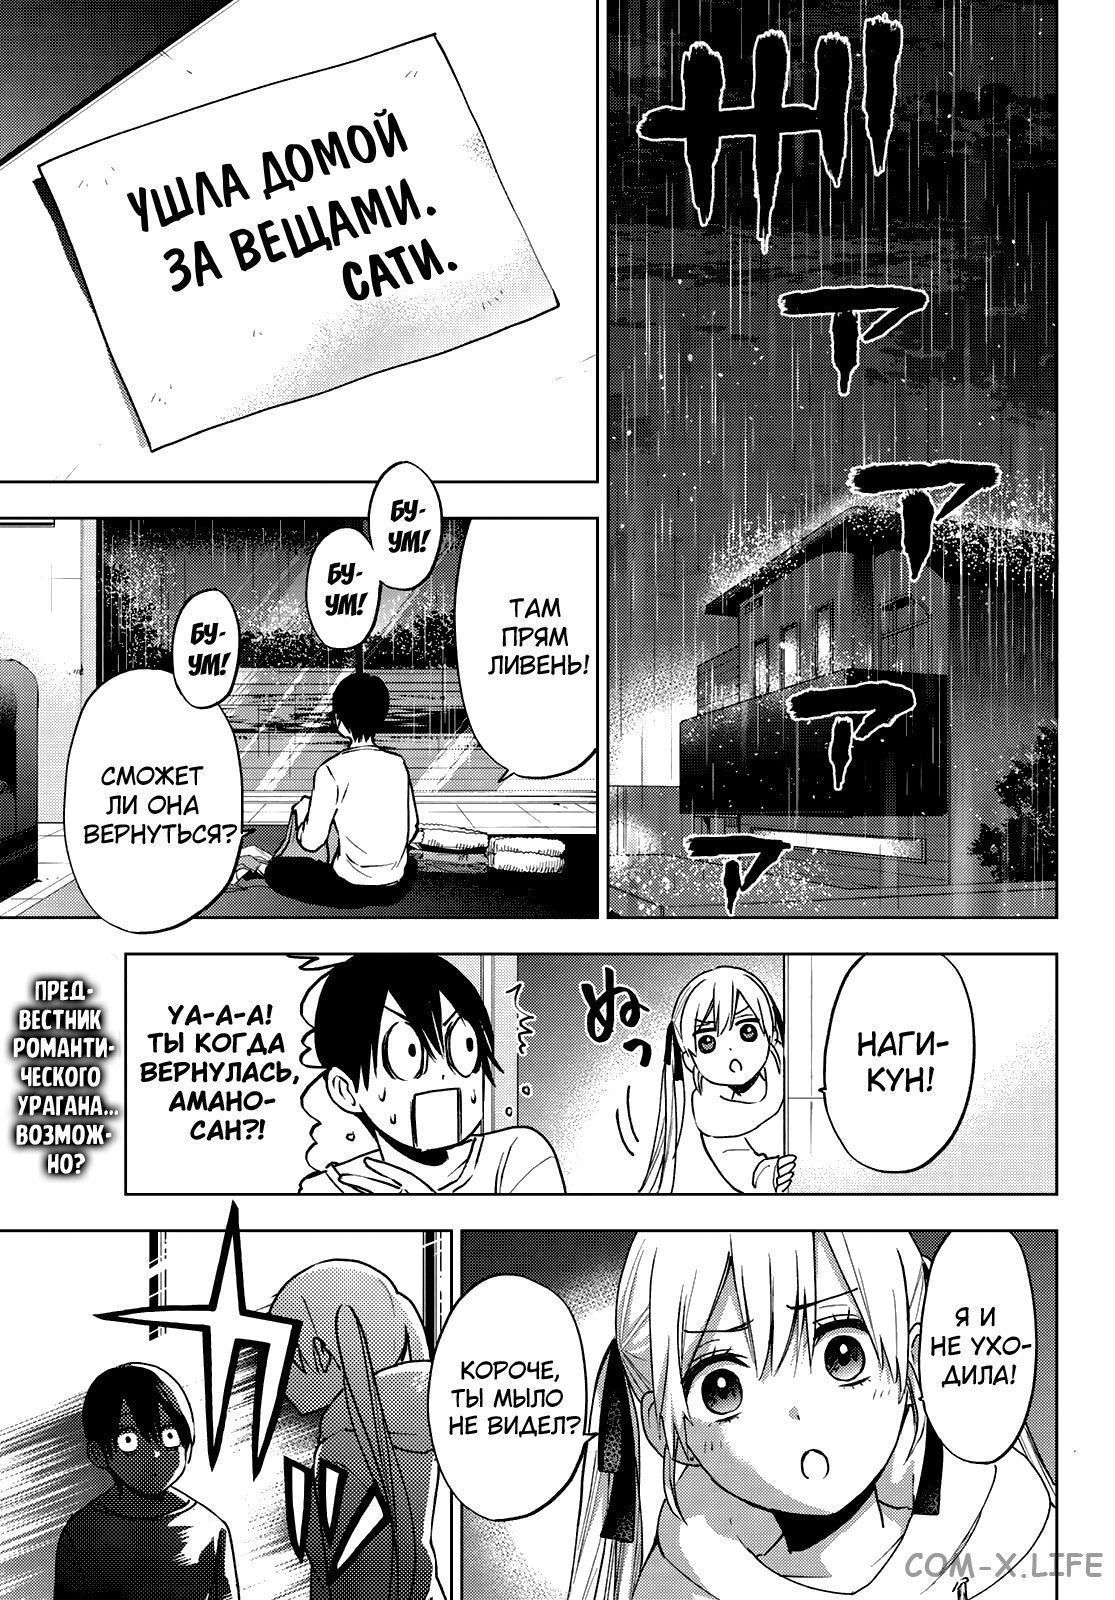 ザアアアア
УШЛА ДОМОЙ
ЗА ВЕЩАМИ.
САТИ.
ТАМ
ПРЯМ
ЛИВЕНЬ!
БУ-
УМ!
БУ-
УМ!
БУ-
УМ!
СМОЖЕТ
ЛИ ОНА
ВЕРНУТЬСЯ?
НАГИ-
КУН!
ぬっ
УА-А-А!
ТЫ КОГДА
ВЕРНУЛАСЬ,
АМАНО-
САН?!
ПРЕД-
ВЕСТНИК
РОМАНТИ-
ЧЕСКОГО
УРАГАНА...
ВОЗМОЖ-
НО?
Я И
НЕ УХО-
ДИЛА!
КОРОЧЕ,
ТЫ МЫЛО
НЕ ВИДЕЛ?
COM-X.LIFE